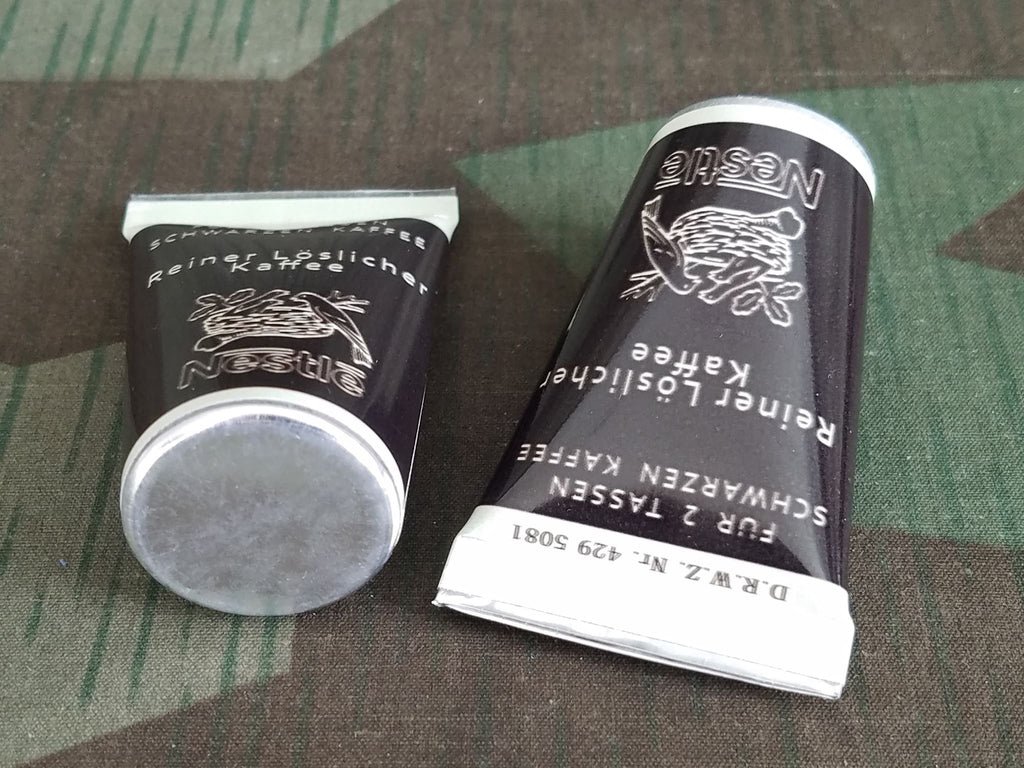 SCHWARZEN KAFFEE
Reiner Löslicher
Kaffee
Nestle
Nestle
Reiner Löslicher
Kaffee
FÜR 2 TASSEN
SCHWARZEN KAFFEE
D.R.W.Z. Nr. 429 5081